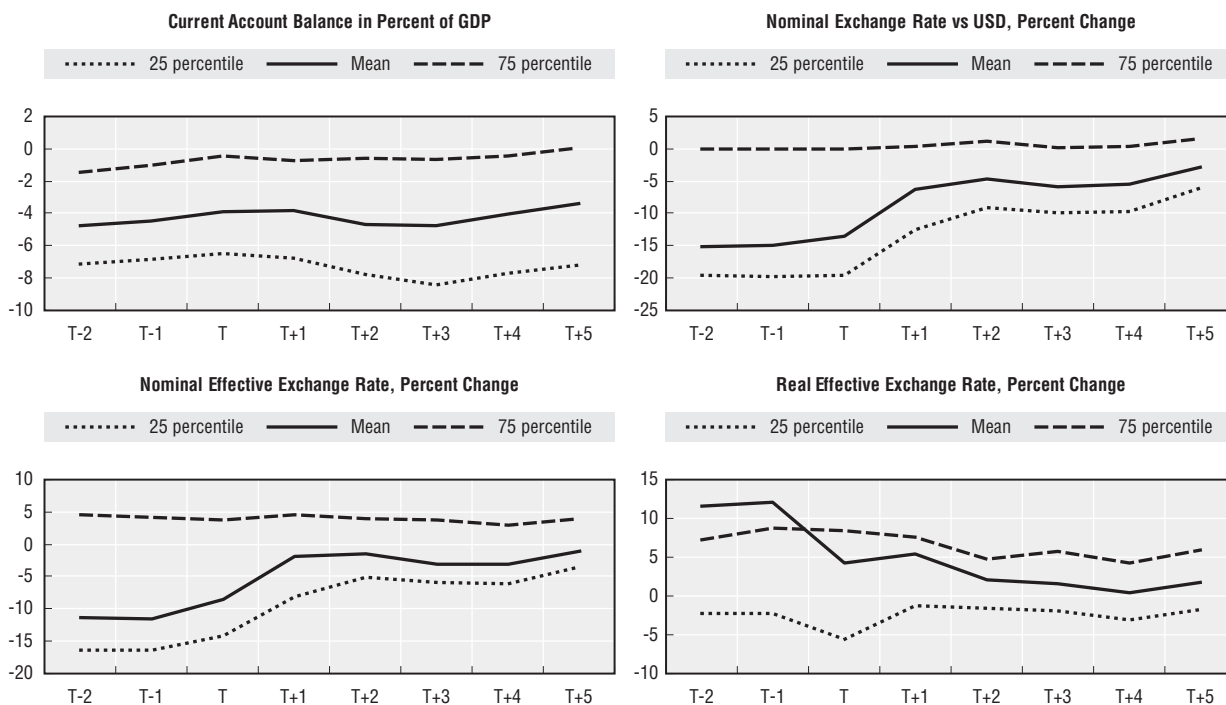 Current Account Balance in Percent of GDP
25 percentile Mean 75 percentile
2
0
-2
-4
-6
-8
-10
T-2 T-1 T T+1 T+2 T+3 T+4 T+5
Nominal Exchange Rate vs USD, Percent Change
25 percentile Mean 75 percentile
5
0
-5
-10
-15
-20
-25
T-2 T-1 T T+1 T+2 T+3 T+4 T+5
Nominal Effective Exchange Rate, Percent Change
25 percentile Mean 75 percentile
10
5
0
-5
-10
-15
-20
T-2 T-1 T T+1 T+2 T+3 T+4 T+5
Real Effective Exchange Rate, Percent Change
25 percentile Mean 75 percentile
15
10
5
0
-5
-10
T-2 T-1 T T+1 T+2 T+3 T+4 T+5